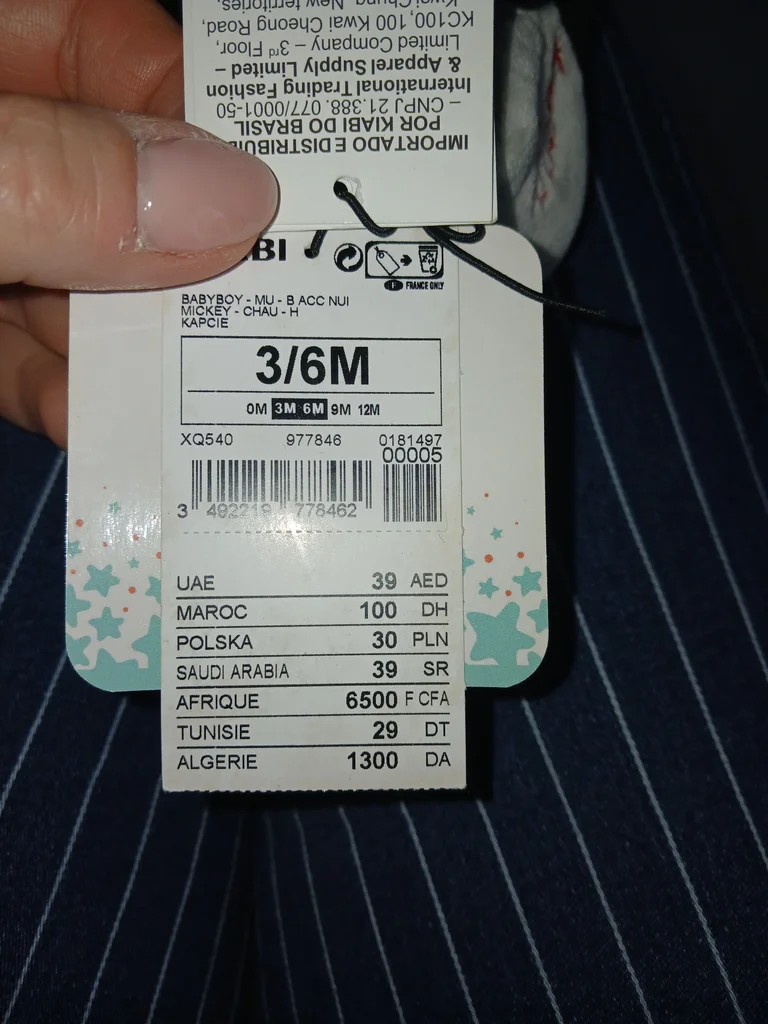 IMPORTADO E DISTRIBUIDO
POR KIABI DO BRASIL
– CNPJ 21.388.077/0001-50
International Trading Fashion
& Apparel Supply Limited –
Limited Company – 3rd Floor,
KC100, 100 Kwai Cheong Road,
Kwai Chung, New territories,
F FRANCE ONLY
BABYBOY - MU - B ACC NUI
MICKEY - CHAU - H
KAPCIE
3/6M
0M 3M 6M 9M 12M
XQ540 977846 0181497
00005
3 492219 778462
UAE 39 AED
MAROC 100 DH
POLSKA 30 PLN
SAUDI ARABIA 39 SR
AFRIQUE 6500 F CFA
TUNISIE 29 DT
ALGERIE 1300 DA